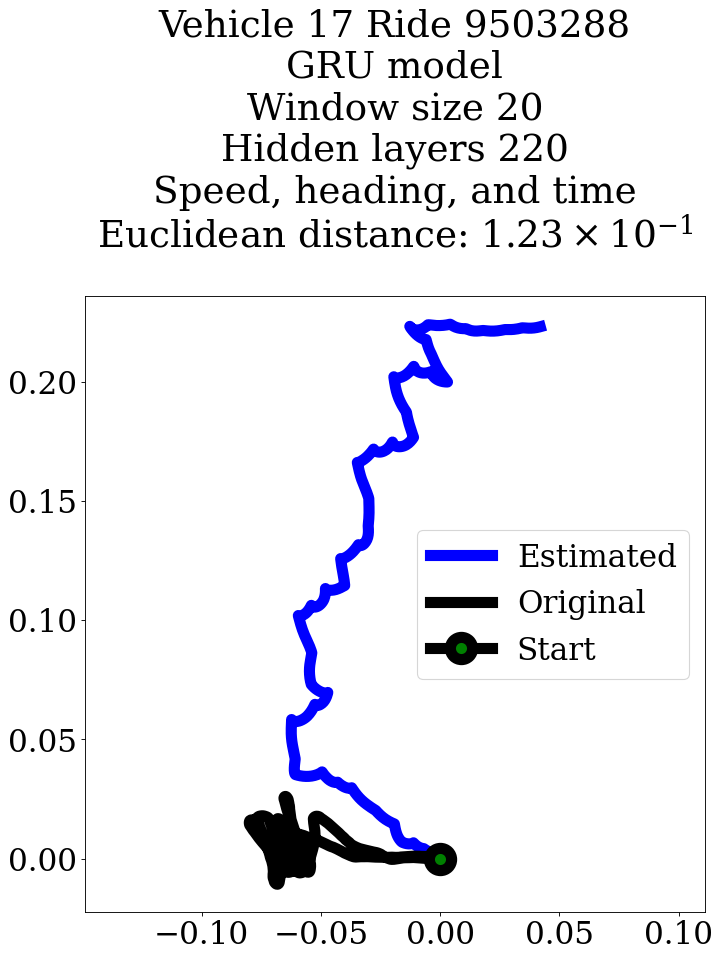 Vehicle 17 Ride 9503288
GRU model
Window size 20
Hidden layers 220
Speed, heading, and time
Euclidean distance: 1.23 × 10⁻¹
0.20
0.15
0.10
0.05
0.00
Estimated
Original
Start
−0.10 −0.05 0.00 0.05 0.10